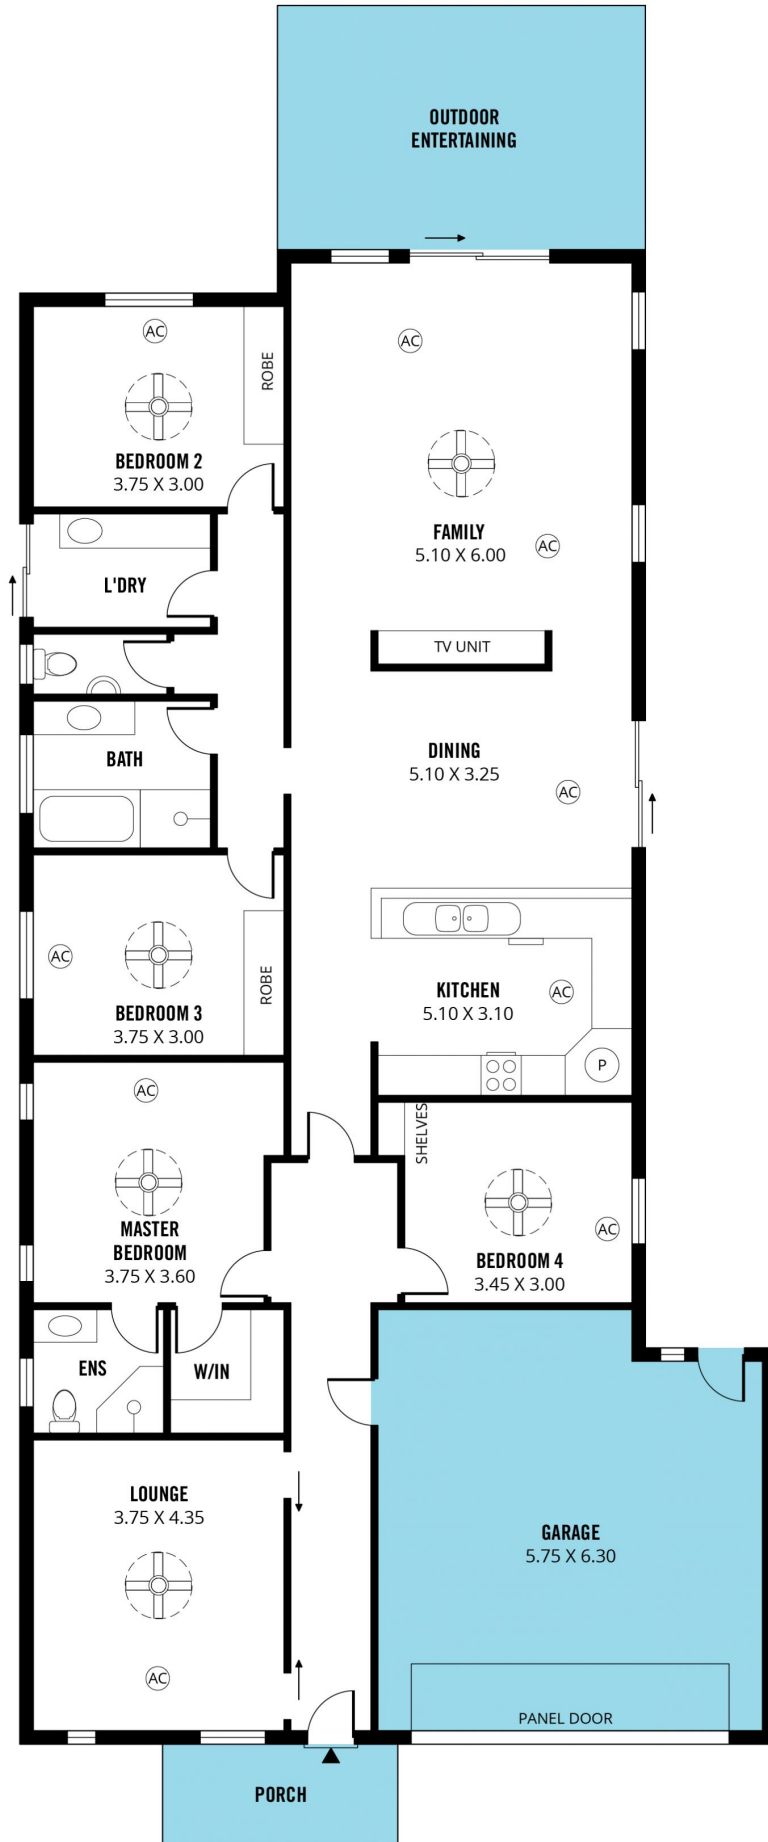 OUTDOOR
ENTERTAINING
AC
AC
ROBE
BEDROOM 2
3.75 X 3.00
FAMILY
5.10 X 6.00
AC
L'DRY
TV UNIT
BATH
DINING
5.10 X 3.25
AC
AC
ROBE
BEDROOM 3
3.75 X 3.00
KITCHEN
5.10 X 3.10
AC
P
AC
SHELVES
MASTER
BEDROOM
3.75 X 3.60
AC
BEDROOM 4
3.45 X 3.00
ENS
W/IN
LOUNGE
3.75 X 4.35
AC
GARAGE
5.75 X 6.30
PANEL DOOR
PORCH